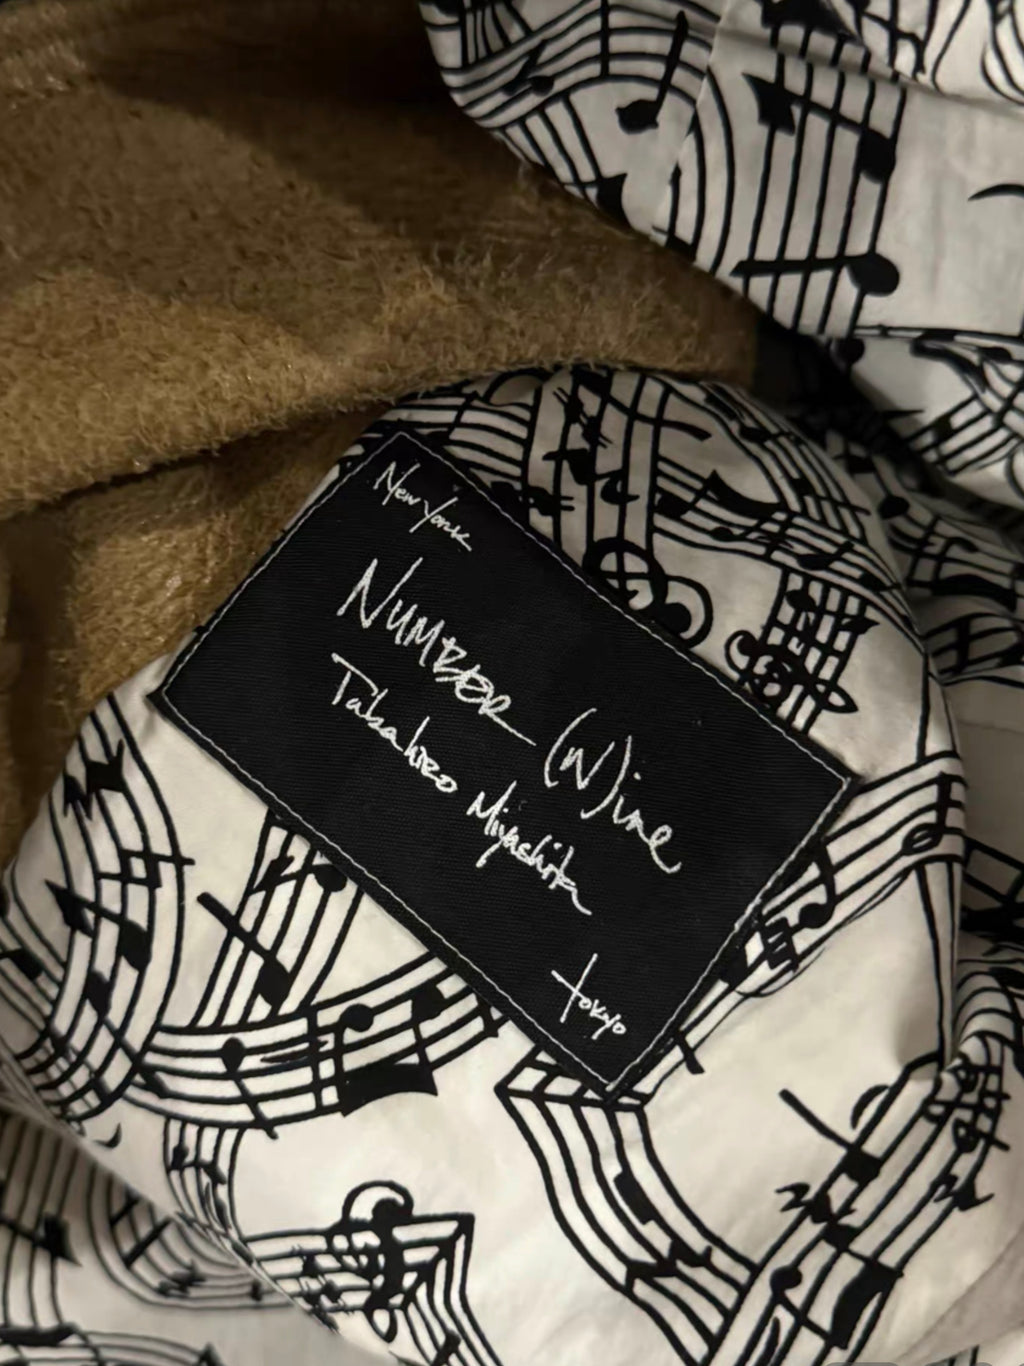 New York
NUMBER (N)ine
Takahiro Miyashita
tokyo